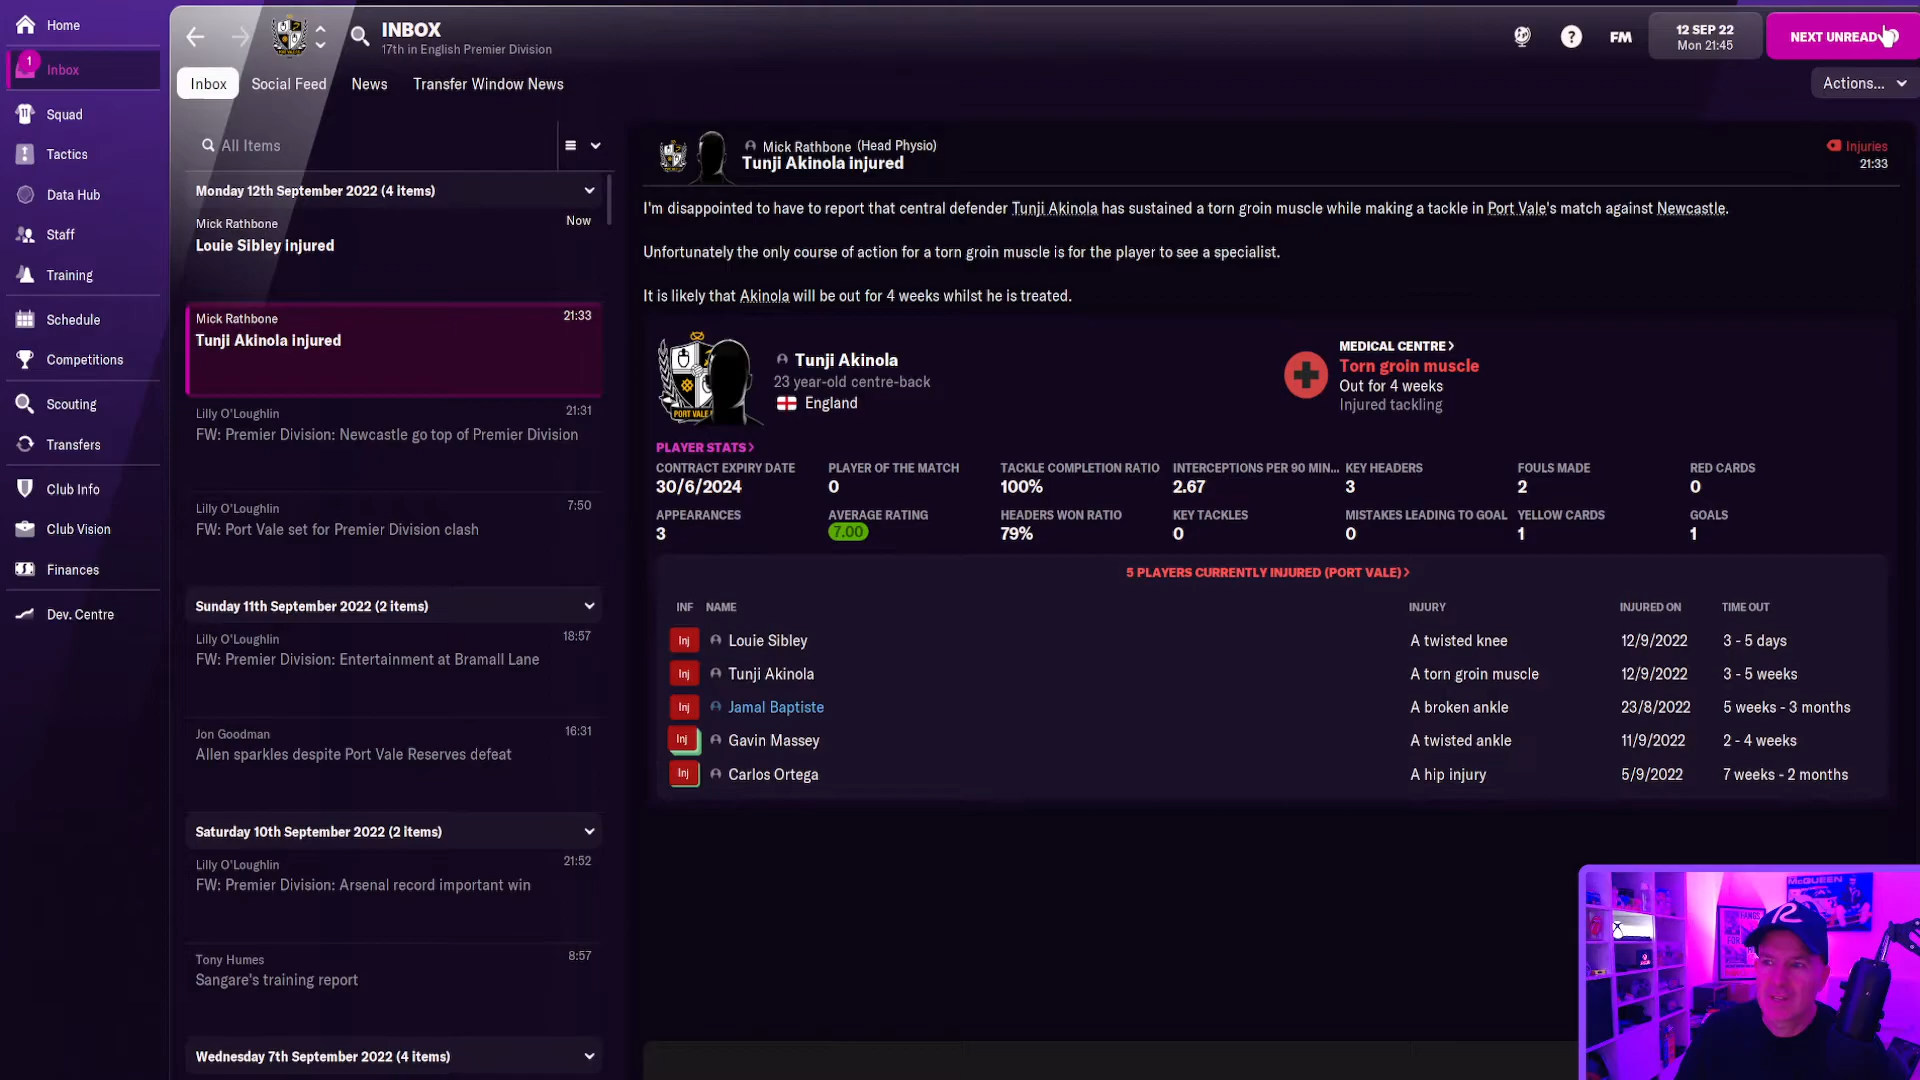 Home
1
Inbox
Squad
Tactics
Data Hub
Staff
Training
Schedule
Competitions
Scouting
Transfers
Club Info
Club Vision
Finances
Dev. Centre
INBOX
17th in English Premier Division
FM
12 SEP 22
Mon 21:45
NEXT UNREAD
Inbox
Social Feed
News
Transfer Window News
Actions...
All Items
Monday 12th September 2022 (4 items)
Mick Rathbone
Now
Louie Sibley injured
Mick Rathbone
21:33
Tunji Akinola injured
Lilly O'Loughlin
21:31
FW: Premier Division: Newcastle go top of Premier Division
Lilly O'Loughlin
7:50
FW: Port Vale set for Premier Division clash
Sunday 11th September 2022 (2 items)
Lilly O'Loughlin
18:57
FW: Premier Division: Entertainment at Bramall Lane
Jon Goodman
16:31
Allen sparkles despite Port Vale Reserves defeat
Saturday 10th September 2022 (2 items)
Lilly O'Loughlin
21:52
FW: Premier Division: Arsenal record important win
Tony Humes
8:57
Sangare's training report
Wednesday 7th September 2022 (4 items)
Mick Rathbone (Head Physio)
Tunji Akinola injured
Injuries
21:33
I'm disappointed to have to report that central defender Tunji Akinola has sustained a torn groin muscle while making a tackle in Port Vale's match against Newcastle.
Unfortunately the only course of action for a torn groin muscle is for the player to see a specialist.
It is likely that Akinola will be out for 4 weeks whilst he is treated.
PORT VALE
Tunji Akinola
23 year-old centre-back
England
MEDICAL CENTRE >
Torn groin muscle
Out for 4 weeks
Injured tackling
PLAYER STATS >
CONTRACT EXPIRY DATE PLAYER OF THE MATCH TACKLE COMPLETION RATIO INTERCEPTIONS PER 90 MIN... KEY HEADERS FOULS MADE RED CARDS
30/6/2024 0 100% 2.67 3 2 0
APPEARANCES AVERAGE RATING HEADERS WON RATIO KEY TACKLES MISTAKES LEADING TO GOAL YELLOW CARDS GOALS
3 7.00 79% 0 0 1 1
5 PLAYERS CURRENTLY INJURED (PORT VALE) >
INF NAME INJURY INJURED ON TIME OUT
Inj Louie Sibley A twisted knee 12/9/2022 3 - 5 days
Inj Tunji Akinola A torn groin muscle 12/9/2022 3 - 5 weeks
Inj Jamal Baptiste A broken ankle 23/8/2022 5 weeks - 3 months
Inj Gavin Massey A twisted ankle 11/9/2022 2 - 4 weeks
Inj Carlos Ortega A hip injury 5/9/2022 7 weeks - 2 months
McQUEEN
FANGS
FOR
R